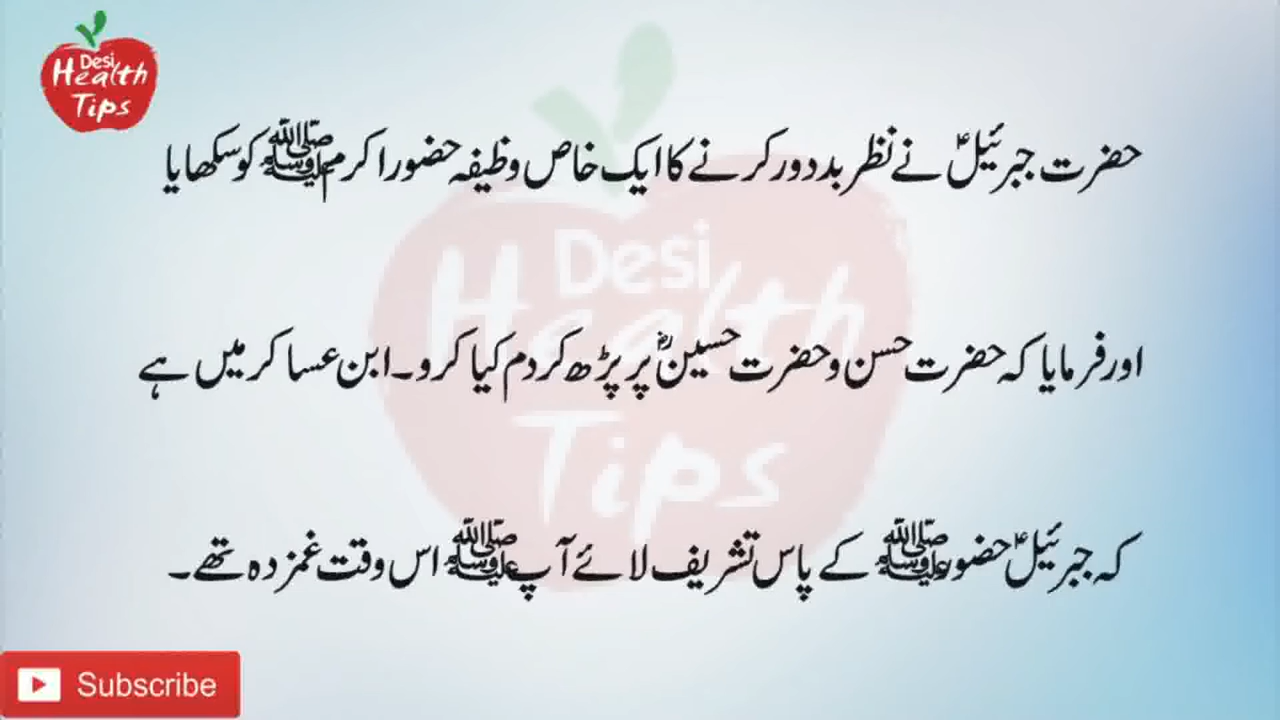 Desi
Health
Tips
حضرت جبرئیلؑ نے نظر بد دور کرنے کا ایک خاص وظیفہ حضور اکرم ﷺ کو سکھایا
اور فرمایا کہ حضرت حسن و حضرت حسینؓ پر پڑھ کر دم کیا کرو۔ ابن عساکر میں ہے
کہ جبرئیلؑ حضور ﷺ کے پاس تشریف لائے آپ ﷺ اس وقت غمزدہ تھے۔
Desi
Health
Tips
Subscribe